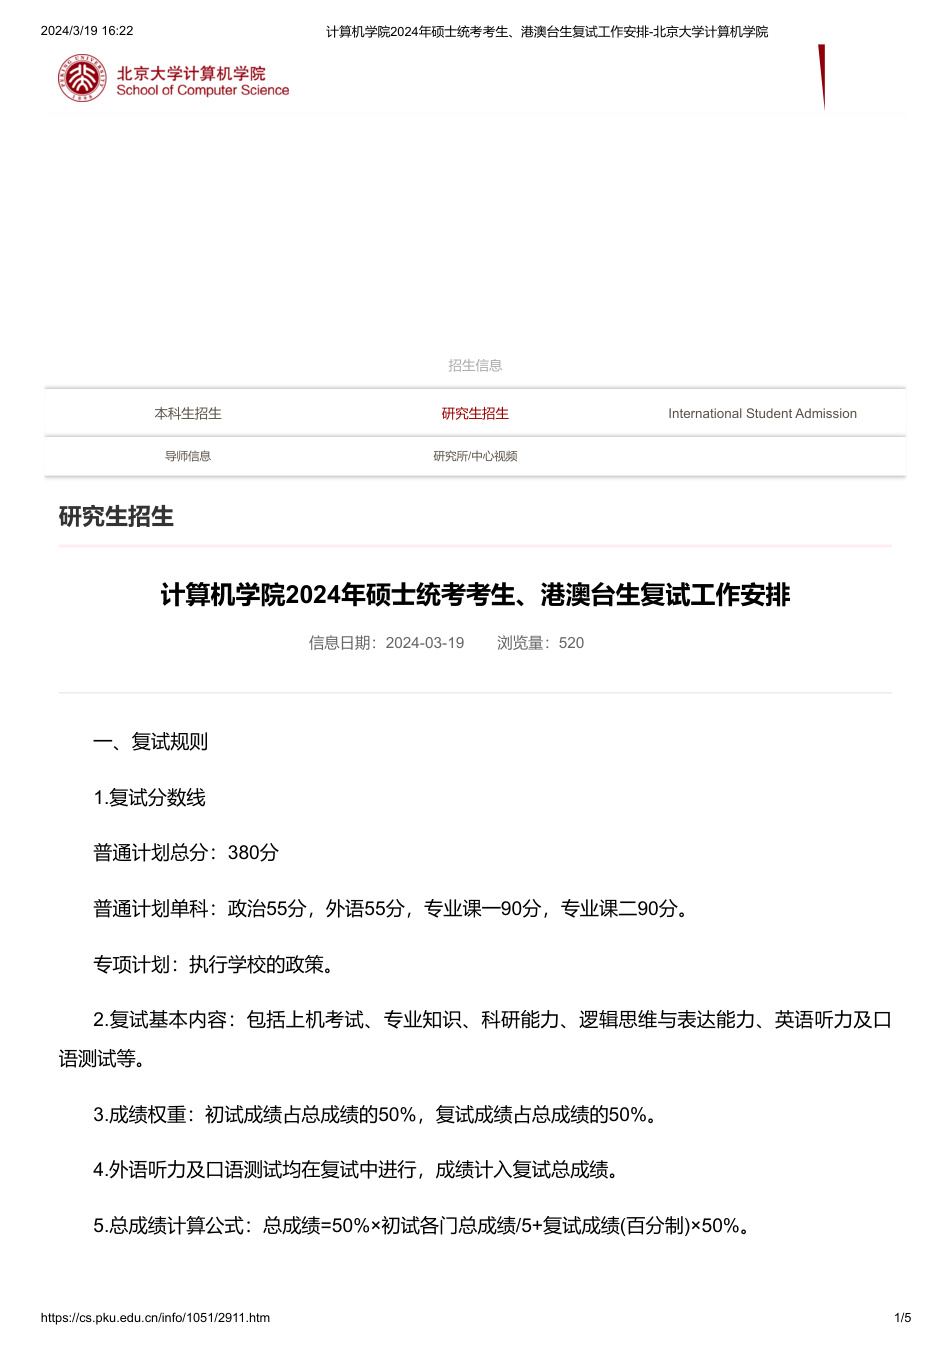 2024/3/19 16:22
计算机学院2024年硕士统考考生、港澳台生复试工作安排-北京大学计算机学院
北京大学计算机学院
School of Computer Science
招生信息
本科生招生
研究生招生
International Student Admission
导师信息
研究所/中心视频
研究生招生
计算机学院2024年硕士统考考生、港澳台生复试工作安排
信息日期：2024-03-19 浏览量：520
一、复试规则
1.复试分数线
普通计划总分：380分
普通计划单科：政治55分，外语55分，专业课一90分，专业课二90分。
专项计划：执行学校的政策。
2.复试基本内容：包括上机考试、专业知识、科研能力、逻辑思维与表达能力、英语听力及口
语测试等。
3.成绩权重：初试成绩占总成绩的50%，复试成绩占总成绩的50%。
4.外语听力及口语测试均在复试中进行，成绩计入复试总成绩。
5.总成绩计算公式：总成绩=50%×初试各门总成绩/5+复试成绩(百分制)×50%。
https://cs.pku.edu.cn/info/1051/2911.htm
1/5